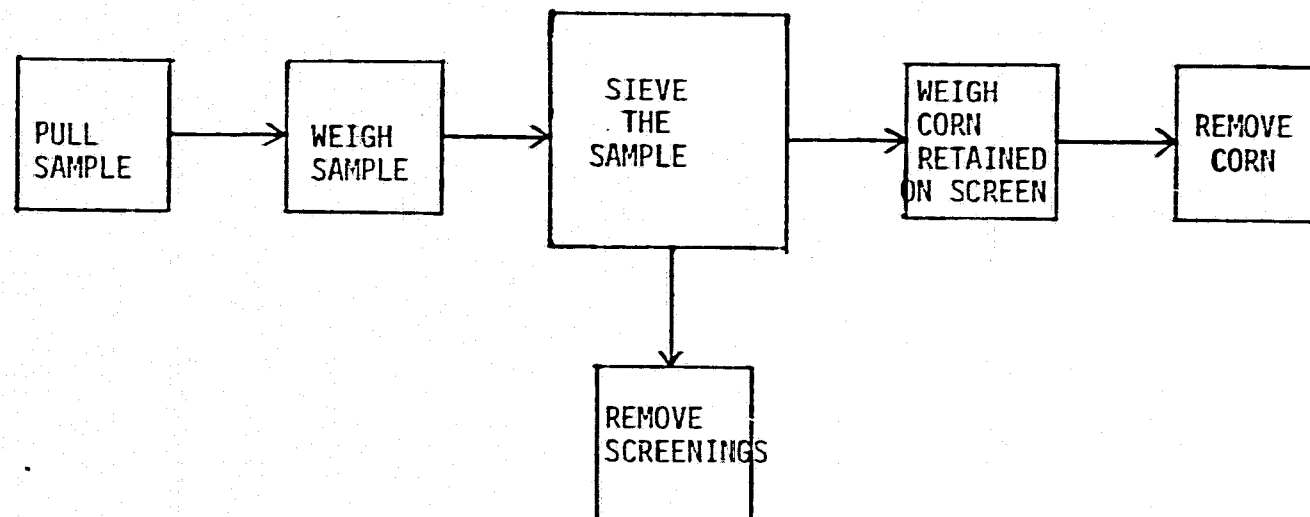 PULL
SAMPLE
WEIGH
SAMPLE
SIEVE
THE
SAMPLE
WEIGH
CORN
RETAINED
ON SCREEN
REMOVE
CORN
REMOVE
SCREENINGS